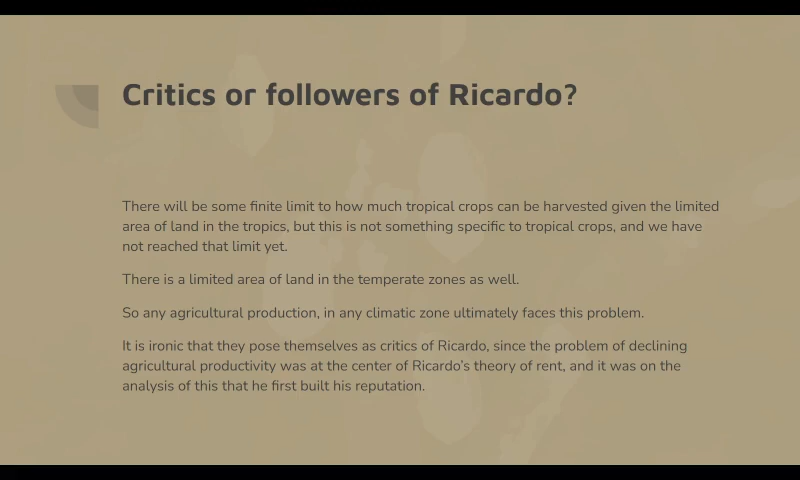 Critics or followers of Ricardo?
There will be some finite limit to how much tropical crops can be harvested given the limited
area of land in the tropics, but this is not something specific to tropical crops, and we have
not reached that limit yet.
There is a limited area of land in the temperate zones as well.
So any agricultural production, in any climatic zone ultimately faces this problem.
It is ironic that they pose themselves as critics of Ricardo, since the problem of declining
agricultural productivity was at the center of Ricardo’s theory of rent, and it was on the
analysis of this that he first built his reputation.